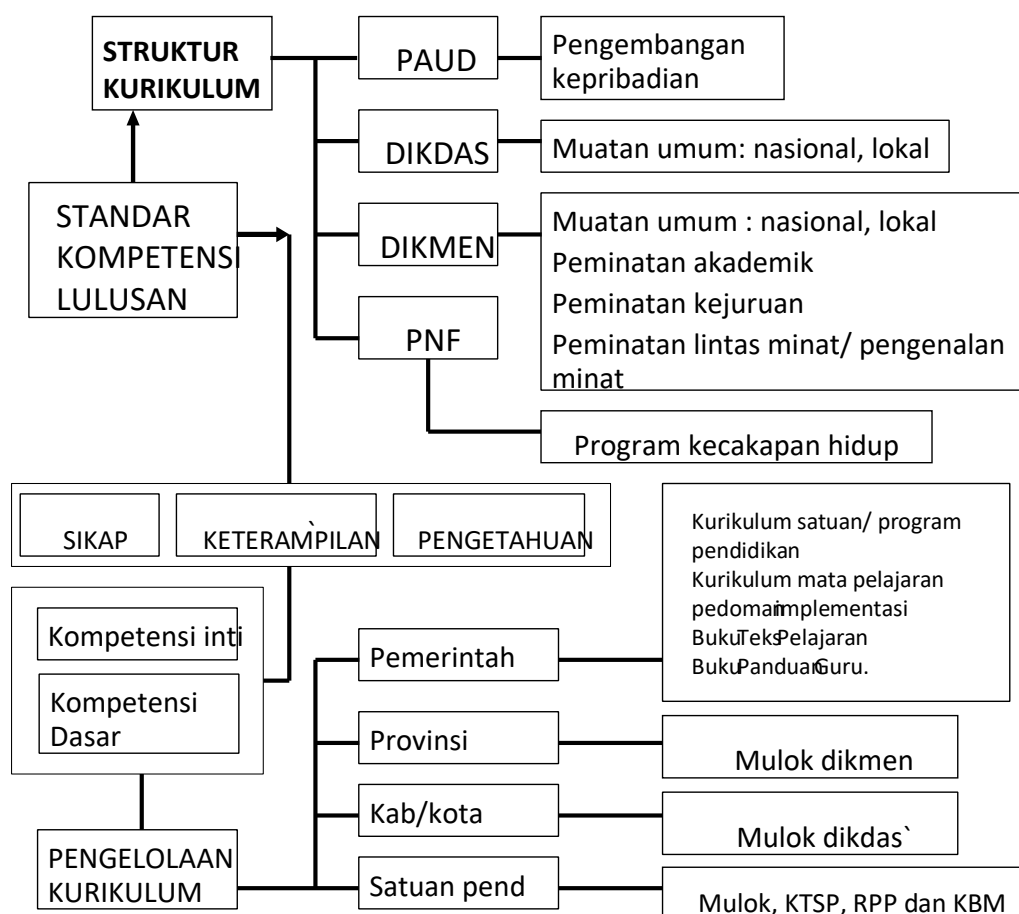 STRUKTUR
KURIKULUM
PAUD
Pengembangan
kepribadian
DIKDAS
Muatan umum: nasional, lokal
STANDAR
KOMPETENSI
LULUSAN
DIKMEN
Muatan umum : nasional, lokal
Peminatan akademik
Peminatan kejuruan
Peminatan lintas minat/ pengenalan
minat
PNF
Program kecakapan hidup
SIKAP
KETERAMPILAN
PENGETAHUAN
Kurikulum satuan/ program
pendidikan
Kurikulum mata pelajaran
pedoman implementasi
Buku Teks Pelajaran
Buku Panduan Guru.
Kompetensi inti
Kompetensi
Dasar
Pemerintah
Provinsi
Mulok dikmen
Kab/kota
Mulok dikdas`
PENGELOLAAN
KURIKULUM
Satuan pend
Mulok, KTSP, RPP dan KBM